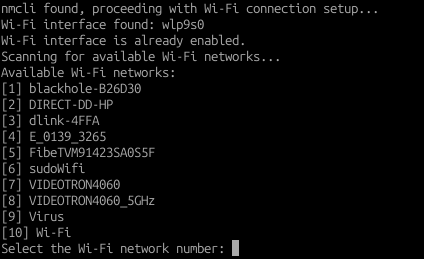 nmcli found, proceeding with Wi-Fi connection setup...
Wi-Fi interface found: wlp9s0
Wi-Fi interface is already enabled.
Scanning for available Wi-Fi networks...
Available Wi-Fi networks:
[1] blackhole-B26D30
[2] DIRECT-DD-HP
[3] dlink-4FFA
[4] E_0139_3265
[5] FibeTVM91423SA0S5F
[6] sudoWifi
[7] VIDEOTRON4060
[8] VIDEOTRON4060_5GHz
[9] Virus
[10] Wi-Fi
Select the Wi-Fi network number: